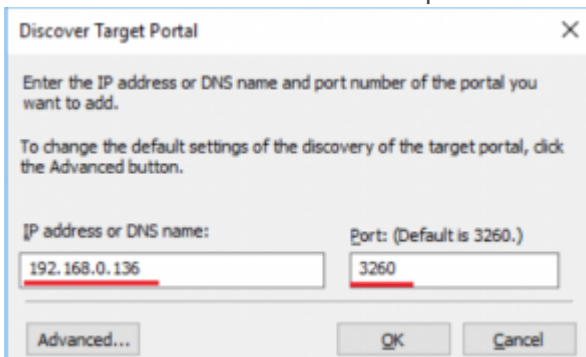 Discover Target Portal
Enter the IP address or DNS name and port number of the portal you
want to add.
To change the default settings of the discovery of the target portal, click
the Advanced button.
IP address or DNS name:
Port: (Default is 3260.)
192.168.0.136
3260
Advanced...
OK
Cancel